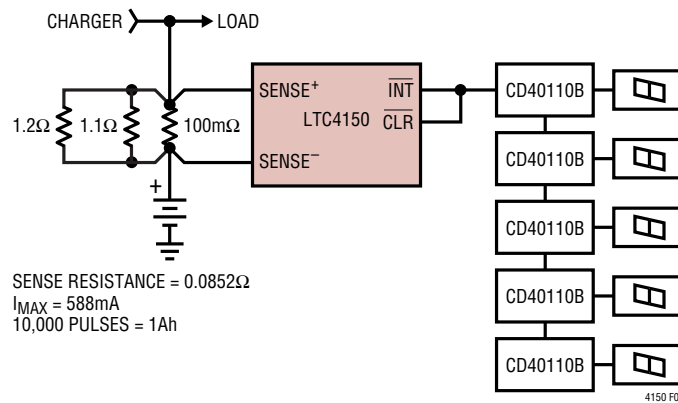 CHARGER LOAD
SENSE+ INT
CD40110B
1.2Ω 1.1Ω 100mΩ LTC4150 CLR
SENSE−
CD40110B
+
CD40110B
SENSE RESISTANCE = 0.0852Ω
IMAX = 588mA
10,000 PULSES = 1Ah
CD40110B
CD40110B
4150 F0